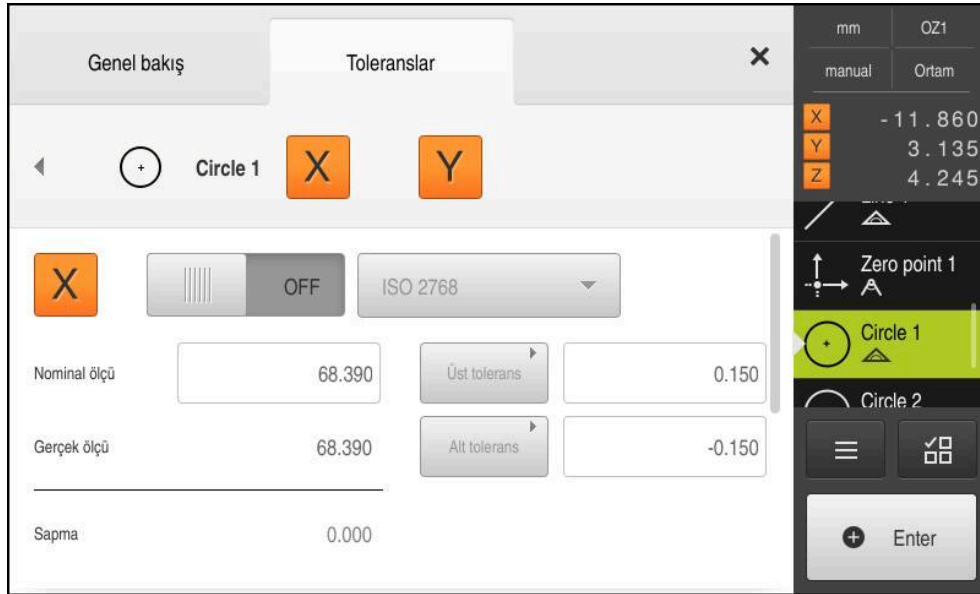 Genel bakış
Toleranslar
Circle 1
X
Y
X
OFF
ISO 2768
Nominal ölçü
68.390
Üst tolerans
0.150
Gerçek ölçü
68.390
Alt tolerans
-0.150
Sapma
0.000
mm
OZ1
manual
Ortam
X -11.860
Y 3.135
Z 4.245
Zero point 1
Circle 1
Circle 2
Enter